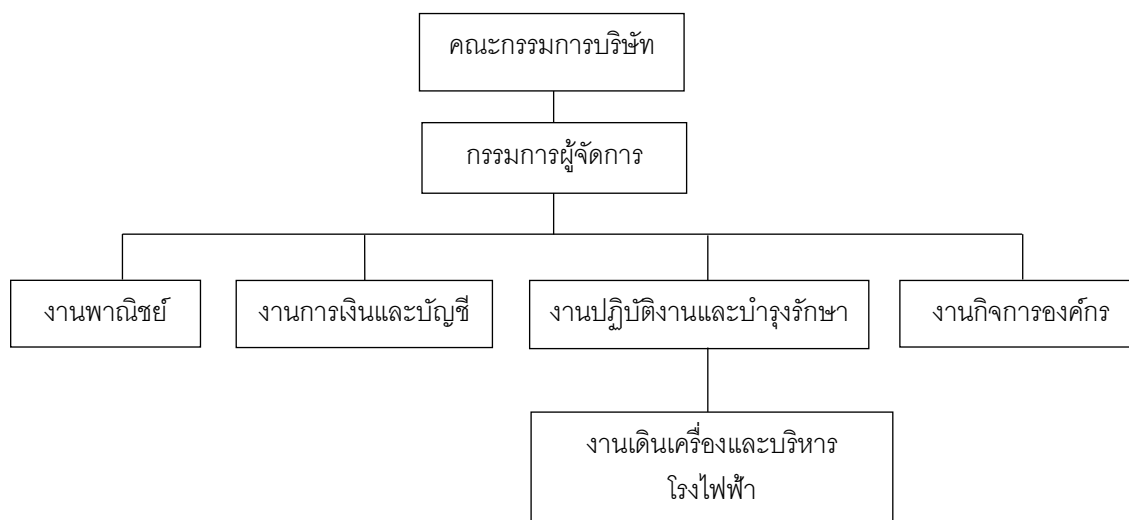 คณะกรรมการบริษัท
กรรมการผู้จัดการ
งานพาณิชย์
งานการเงินและบัญชี
งานปฏิบัติงานและบำรุงรักษา
งานกิจการองค์กร
งานเดินเครื่องและบริหาร
โรงไฟฟ้า